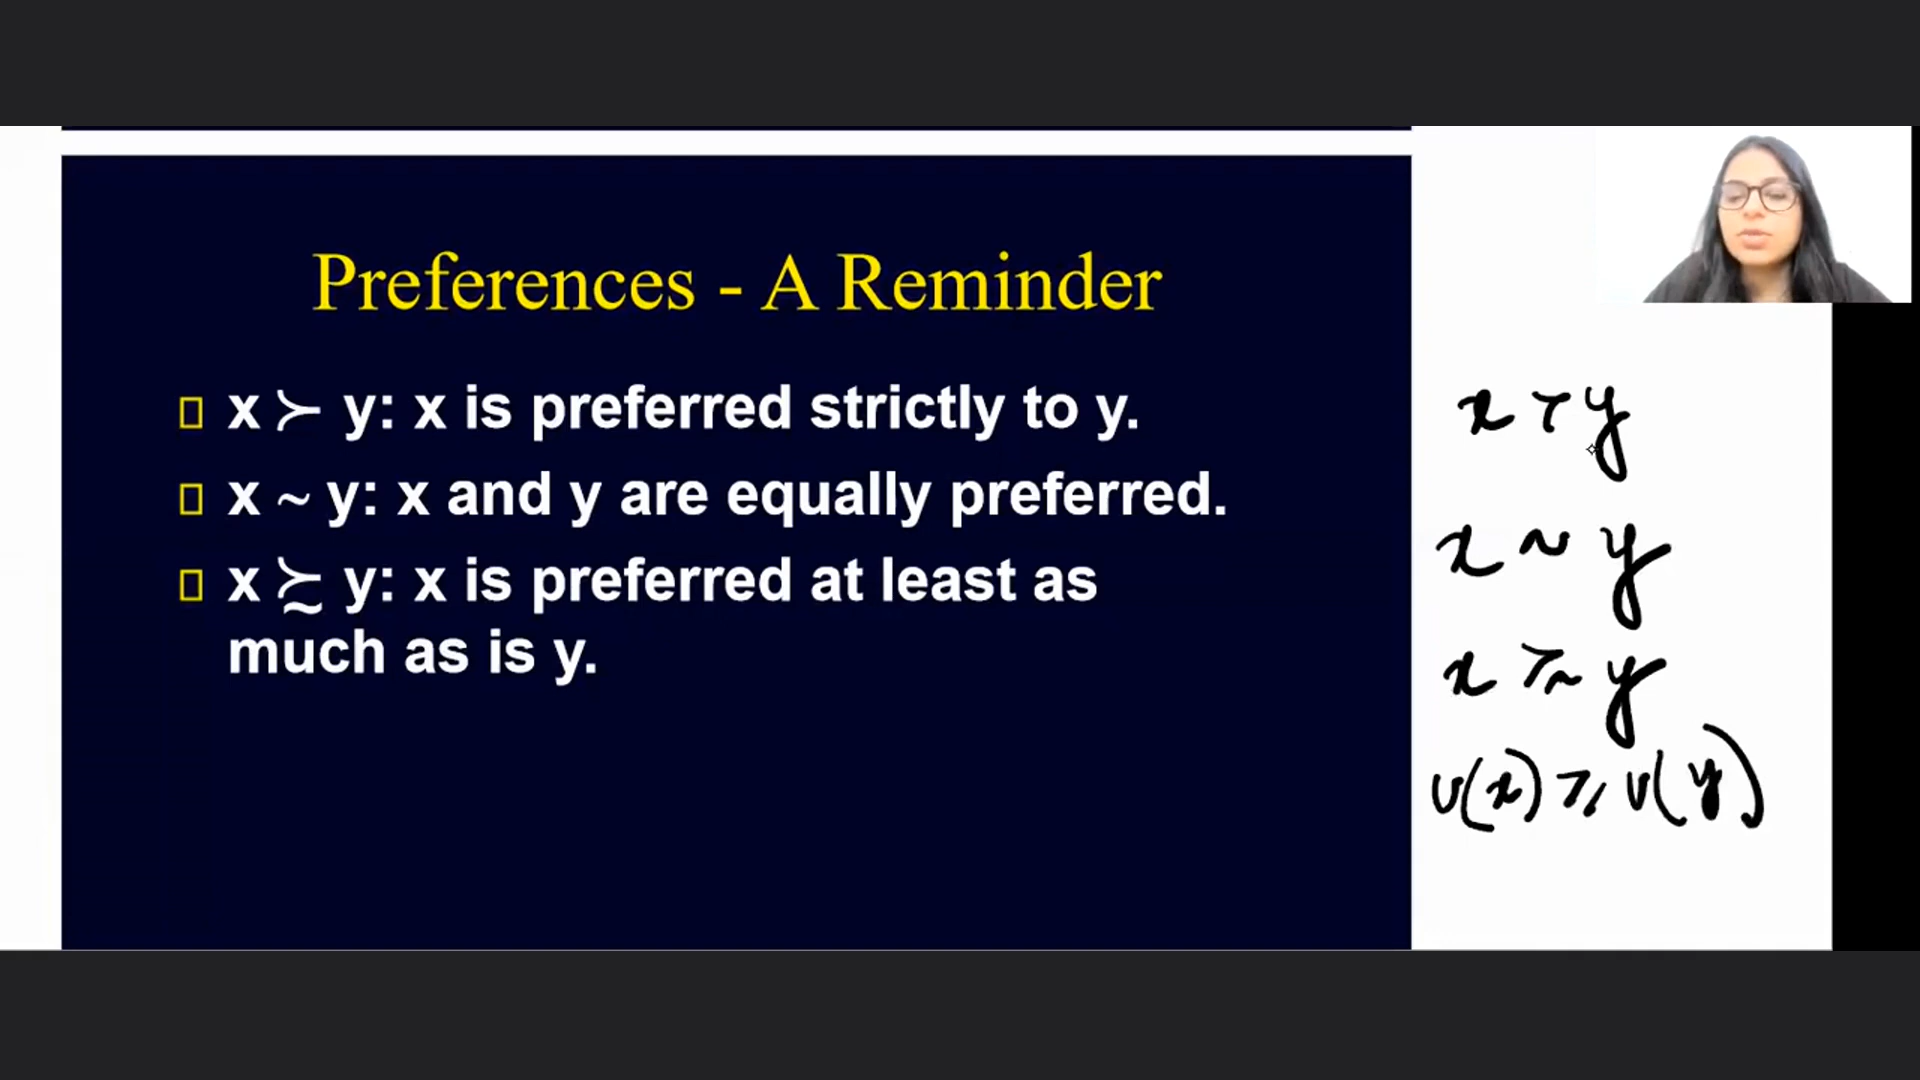 Preferences - A Reminder
x ≻ y: x is preferred strictly to y.
x ~ y: x and y are equally preferred.
x ≿ y: x is preferred at least as
much as is y.
x ≻ y
x ~ y
x ≿ y
U(x) ⩾ U(y)